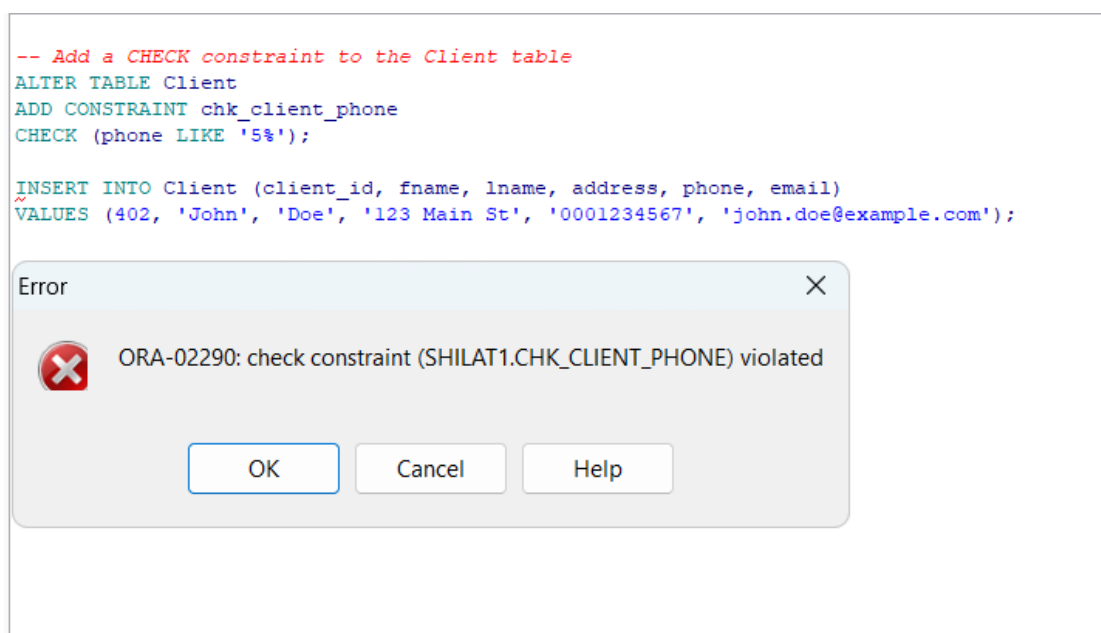 -- Add a CHECK constraint to the Client table
ALTER TABLE Client
ADD CONSTRAINT chk_client_phone
CHECK (phone LIKE '5%');
INSERT INTO Client (client_id, fname, lname, address, phone, email)
VALUES (402, 'John', 'Doe', '123 Main St', '0001234567', 'john.doe@example.com');
Error
ORA-02290: check constraint (SHILAT1.CHK_CLIENT_PHONE) violated
OK Cancel Help